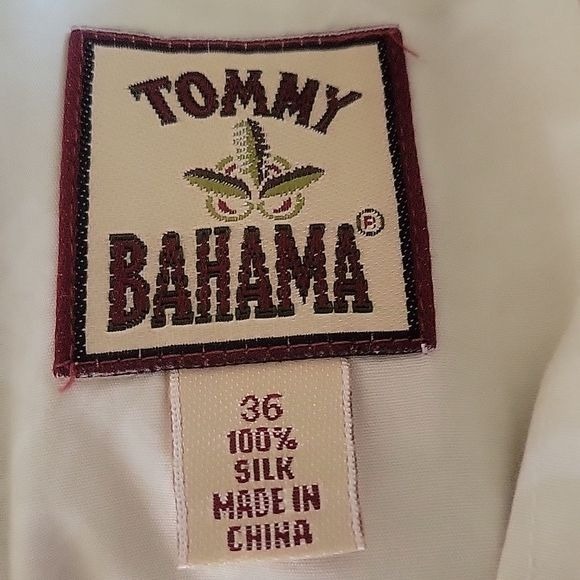 TOMMY
BAHAMA®
36
100%
SILK
MADE IN
CHINA